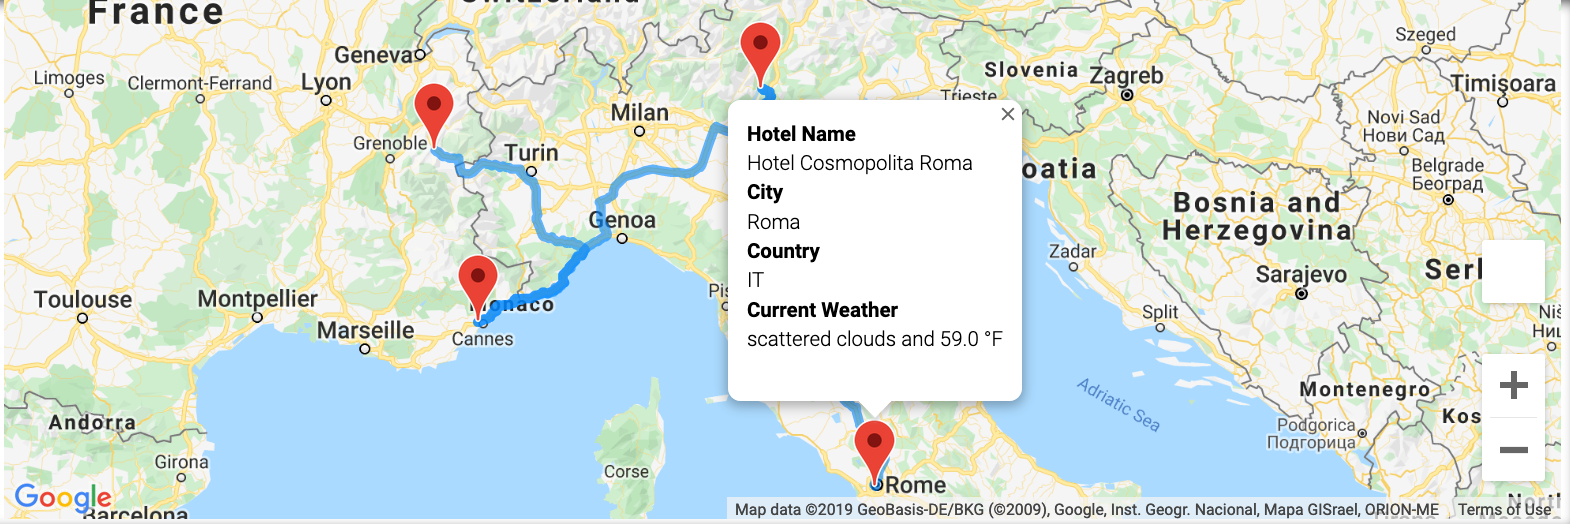 France
Switzerland
Geneva
Limoges
Clermont-Ferrand
Lyon
Grenoble
Milan
Turin
Genoa
Slovenia
Zagreb
Trieste
Szeged
Timișoara
Novi Sad
Нови Сад
Belgrade
Београд
Hotel Name
Hotel Cosmopolita Roma
City
Roma
Country
IT
Current Weather
scattered clouds and 59.0 °F
oatia
Bosnia and
Herzegovina
Zadar
Sarajevo
Serl
Split
Niš
Ни
Toulouse
Montpellier
Marseille
Monaco
Cannes
Pis
Andorra
Girona
Barcelona
Corse
Adriatic Sea
Montenegro
Kos
Podgorica
Подгорица
Rome
North
Google
Map data ©2019 GeoBasis-DE/BKG (©2009), Google, Inst. Geogr. Nacional, Mapa GISrael, ORION-ME
Terms of Use